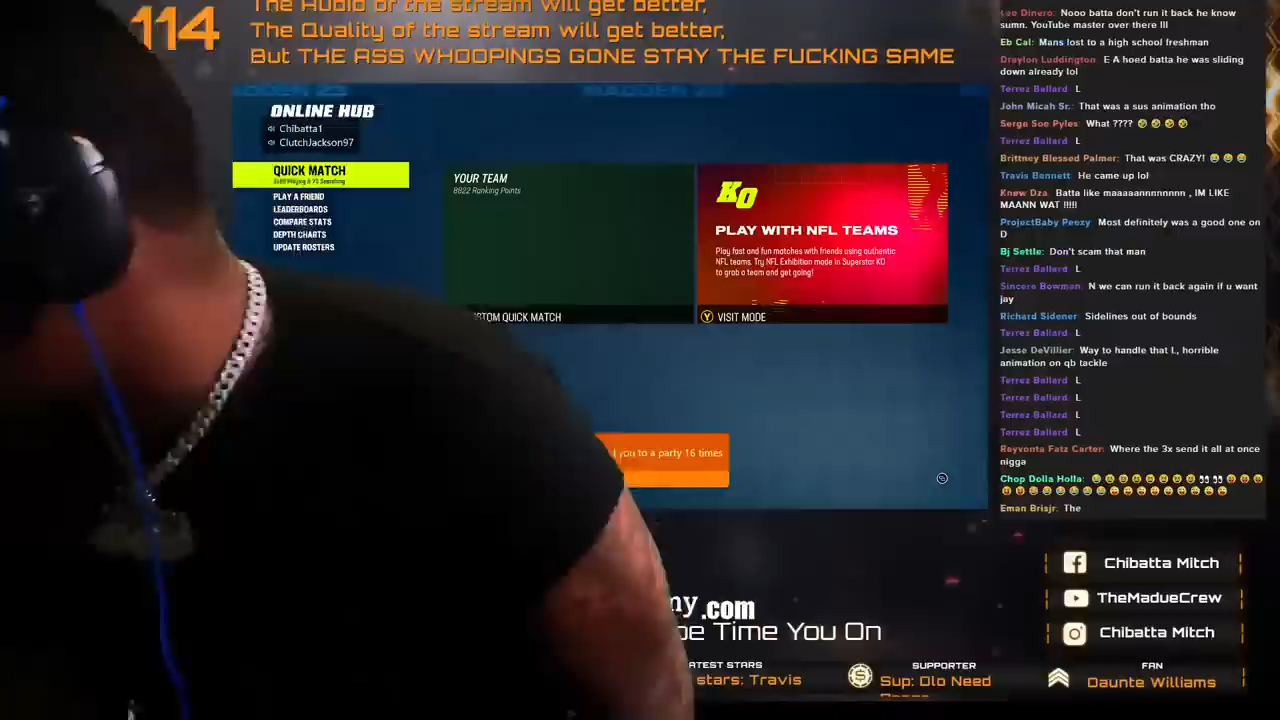 114
The Audio of the stream will get better,
The Quality of the stream will get better,
But THE ASS WHOOPINGS GONE STAY THE FUCKING SAME
ONLINE HUB
Chibatta1
ClutchJackson97
QUICK MATCH
PLAY A FRIEND
LEADERBOARDS
COMPARE STATS
DEPTH CHARTS
UPDATE ROSTERS
YOUR TEAM
8822 Ranking Points
STOM QUICK MATCH
KO
PLAY WITH NFL TEAMS
Play fast and fun matches with friends using authentic
NFL teams. Try NFL Exhibition mode in Superstar KO
to grab a team and get going!
Y VISIT MODE
you to a party 16 times
Leo Dinero: Nooo batta don't run it back he know
sumn. YouTube master over there lll
Eb Cal: Mans lost to a high school freshman
Draylon Luddington: E A hoed batta he was sliding
down already lol
Terrez Ballard L
John Micah Sr.: That was a sus animation tho
Serga Soe Pyles: What ???? 🤣 🤣 🤣 🤣
Terrez Ballard L
Brittney Blessed Palmer: That was CRAZY! 😂 😂 😂
Travis Bennett: He came up lol
Knew Dza: Batta like maaaaannnnnnnn , IM LIKE
MAANN WAT !!!!!
ProjectBaby Peezy: Most definitely was a good one on
D
Bj Settle: Don't scam that man
Terrez Ballard L
Sincere Bowman: N we can run it back again if u want
jay
Richard Sidener: Sidelines out of bounds
Terrez Ballard L
Jesse DeVillier: Way to handle that L, horrible
animation on qb tackle
Terrez Ballard L
Terrez Ballard L
Terrez Ballard L
Terrez Ballard L
Rayvonta Fatz Carter: Where the 3x send it all at once
nigga
Chop Dolla Holla:
Eman Brisjr: The
Chibatta Mitch
TheMadueCrew
Chibatta Mitch
my.com
Time You On
ATEST STARS
stars: Travis
SUPPORTER
Sup: Dlo Need
FAN
Daunte Williams